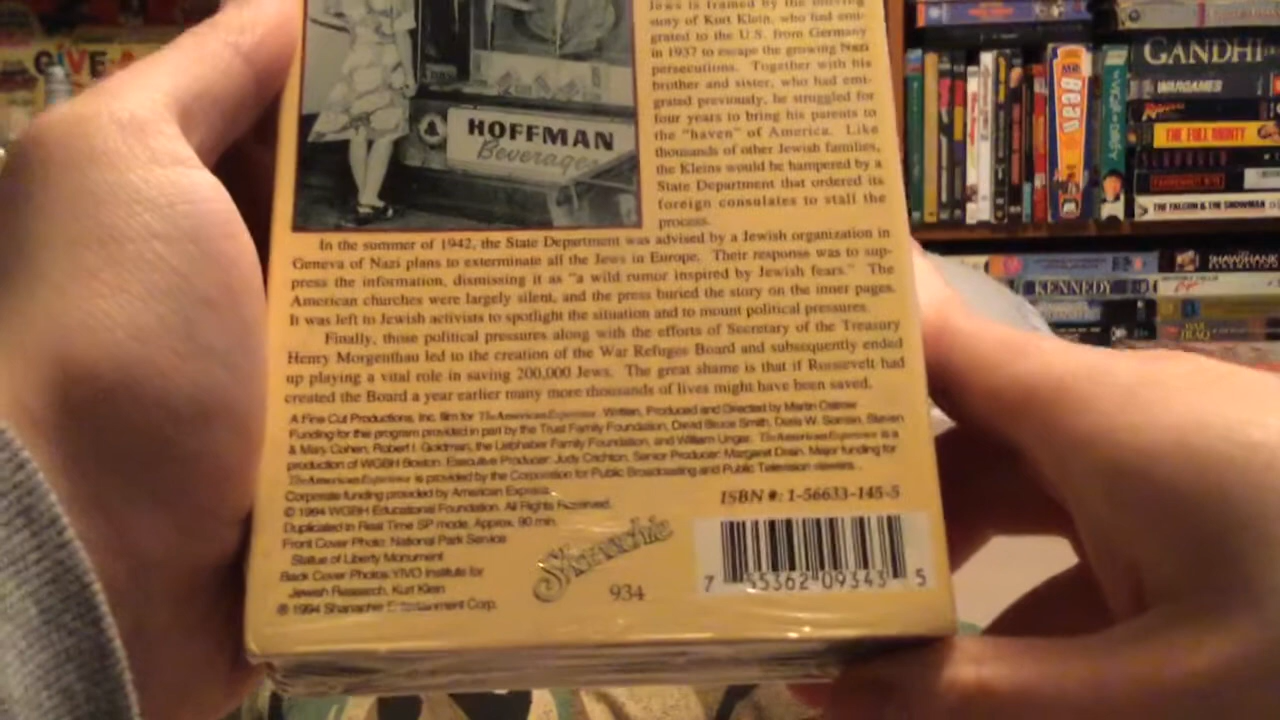 Jews is framed by the moving
story of Kurt Klein, who had emi-
grated to the U.S. from Germany
in 1937 to escape the growing Nazi
persecutions. Together with his
brother and sister, who had emi-
grated previously, he struggled for
four years to bring his parents to
the "haven" of America. Like
thousands of other Jewish families,
the Kleins would be hampered by a
State Department that ordered its
foreign consulates to stall the
process.
HOFFMAN
Beverages
In the summer of 1942, the State Department was advised by a Jewish organization in
Geneva of Nazi plans to exterminate all the Jews in Europe. Their response was to sup-
press the information, dismissing it as "a wild rumor inspired by Jewish fears." The
American churches were largely silent, and the press buried the story on the inner pages.
It was left to Jewish activists to spotlight the situation and to mount political pressures.
Finally, those political pressures along with the efforts of Secretary of the Treasury
Henry Morgenthau led to the creation of the War Refugee Board and subsequently ended
up playing a vital role in saving 200,000 Jews. The great shame is that if Roosevelt had
created the Board a year earlier many more thousands of lives might have been saved.
A Fine Cut Productions, Inc. film for The American Experience. Written, Produced and Directed by Martin Ostrow
Funding for this program provided in part by the Trust Family Foundation, David Bruce Smith, Doris W. Soman, Steven
& Mary Cohen, Robert I. Goldman, the Listphaber Family Foundation, and William Unger. The American Experience is a
production of WGBH Boston. Executive Producer: Judy Crichton, Senior Producer: Margaret Drain. Major funding for
The American Experience is provided by the Corporation for Public Broadcasting and Public Television viewers.
Corporate funding provided by American Express.
© 1994 WGBH Educational Foundation. All Rights Reserved.
Duplicated in Real Time SP mode. Approx. 90 min.
Front Cover Photo: National Park Service
Statue of Liberty Monument
Back Cover Photos: YIVO Institute for
Jewish Research, Kurt Klein
® 1994 Shanachie Entertainment Corp.
Shanachie
934
ISBN #: 1-56633-145-5
7 55362 09343 5
GIVE
MR. Bean
GANDHI
WARGAMES
THE FULL MONTY
FAHRENHEIT 9/11
THE FALCON & THE SNOWMAN
SHAWSHANK
KENNEDY